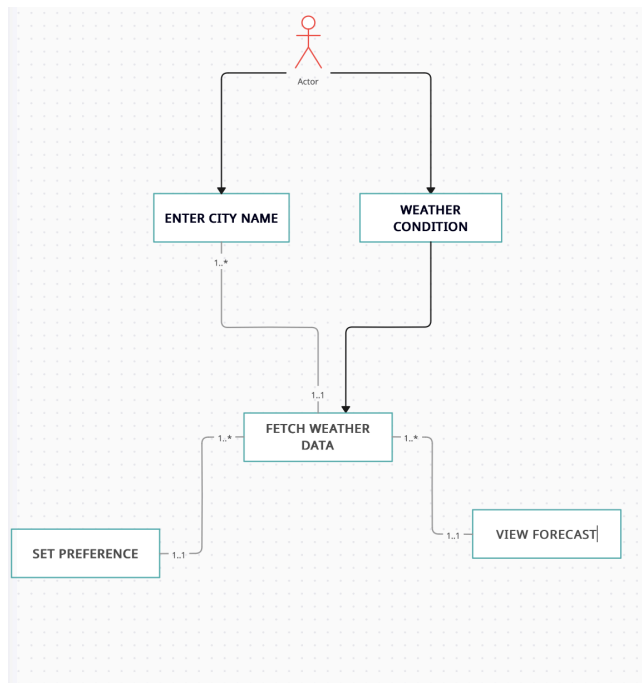 Actor
ENTER CITY NAME
WEATHER
CONDITION
1..*
1..1
FETCH WEATHER
DATA
1..*
1..*
1..1
VIEW FORECAST
SET PREFERENCE
1..1